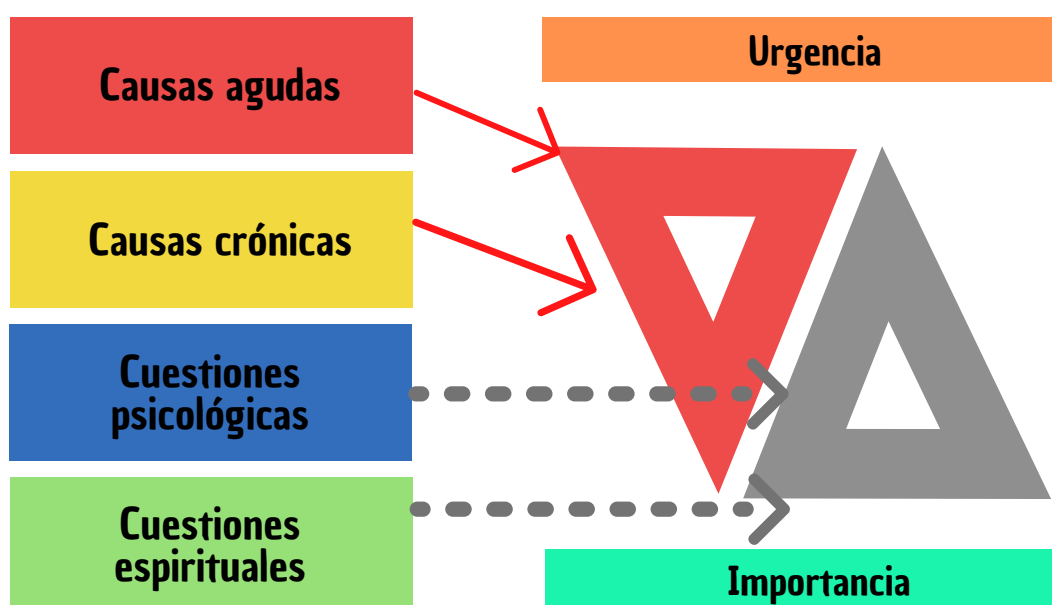 Causas agudas
Urgencia
Causas crónicas
Cuestiones
psicológicas
Cuestiones
espirituales
Importancia